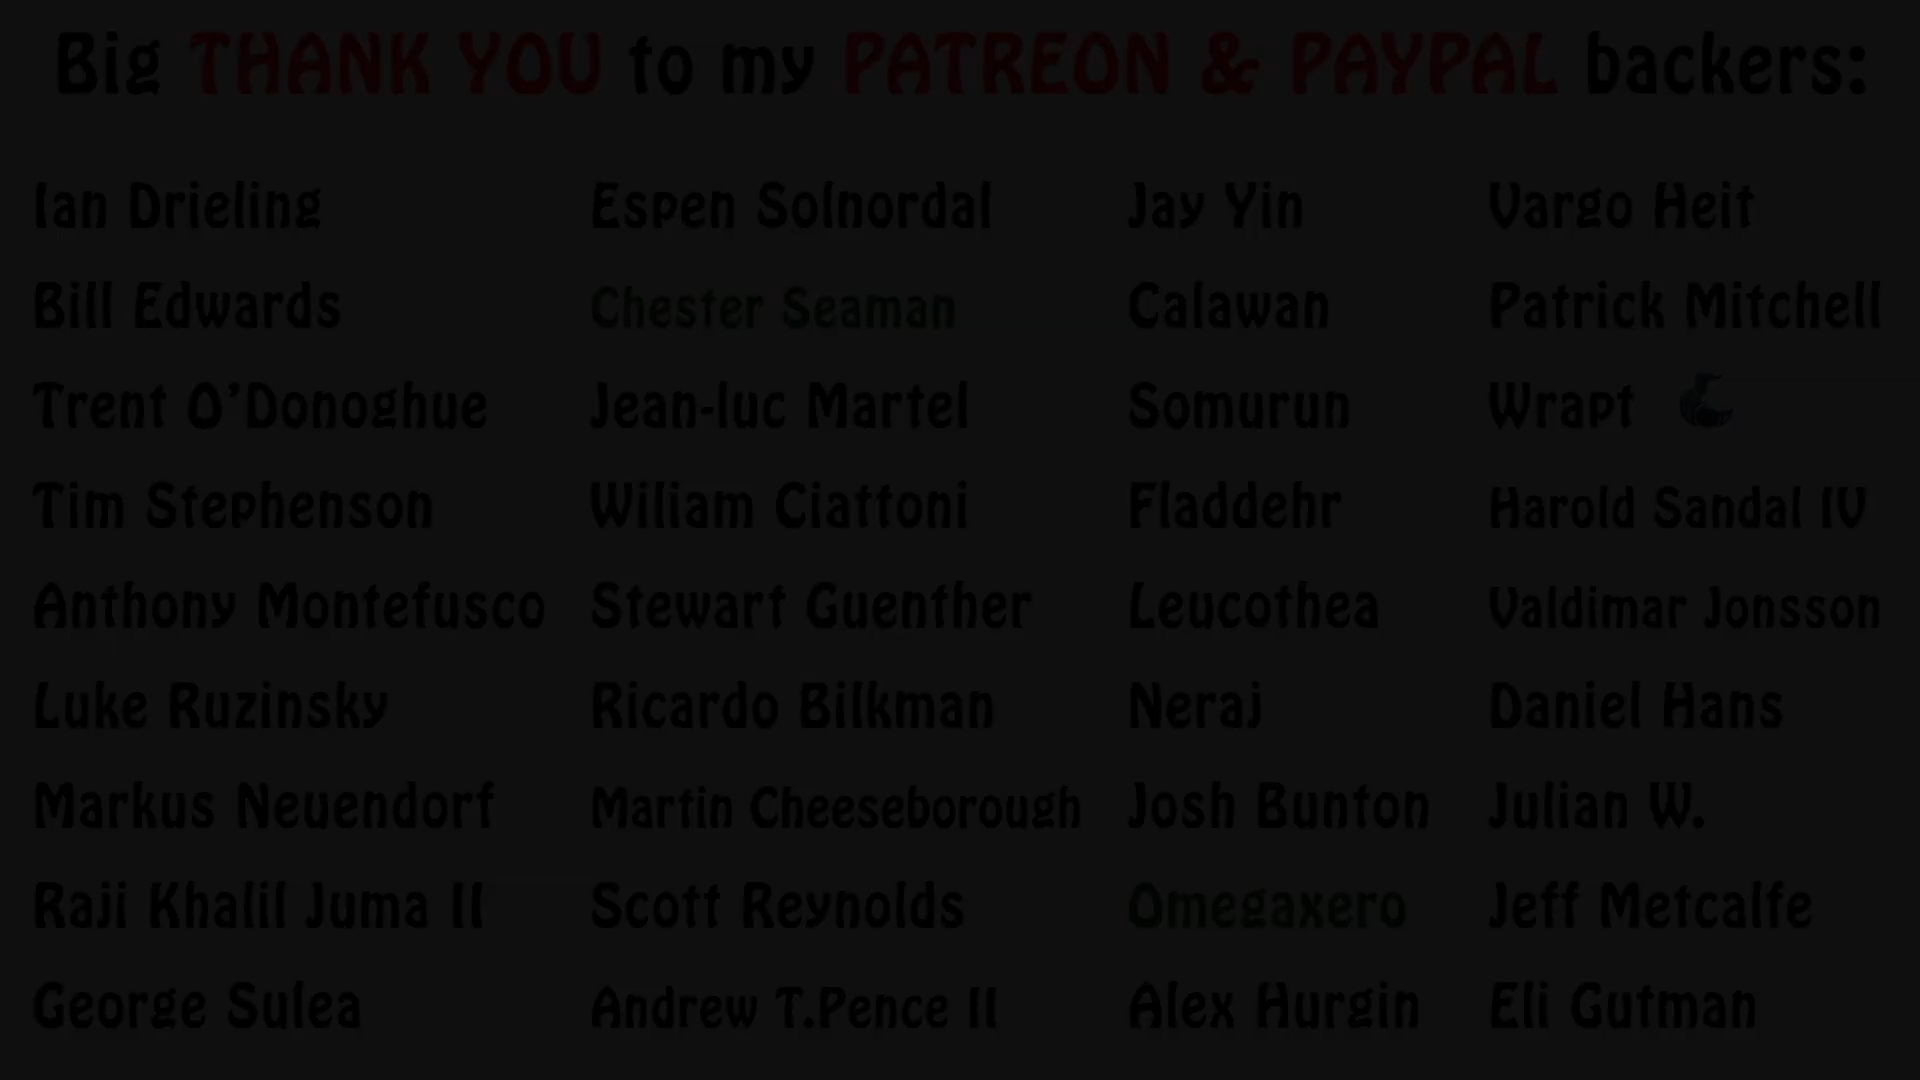 Big THANK YOU to my PATREON & PAYPAL backers:
Ian Drieling Espen Solnordal Jay Yin Vargo Heit
Bill Edwards Chester Seaman Calawan Patrick Mitchell
Trent O’Donoghue Jean-luc Martel Somurun Wrapt
Tim Stephenson Wiliam Ciattoni Fladdehr Harold Sandal IV
Anthony Montefusco Stewart Guenther Leucothea Valdimar Jonsson
Luke Ruzinsky Ricardo Bilkman Neraj Daniel Hans
Markus Neuendorf Martin Cheeseborough Josh Bunton Julian W.
Raji Khalil Juma II Scott Reynolds Omegaxero Jeff Metcalfe
George Sulea Andrew T.Pence II Alex Hurgin Eli Gutman